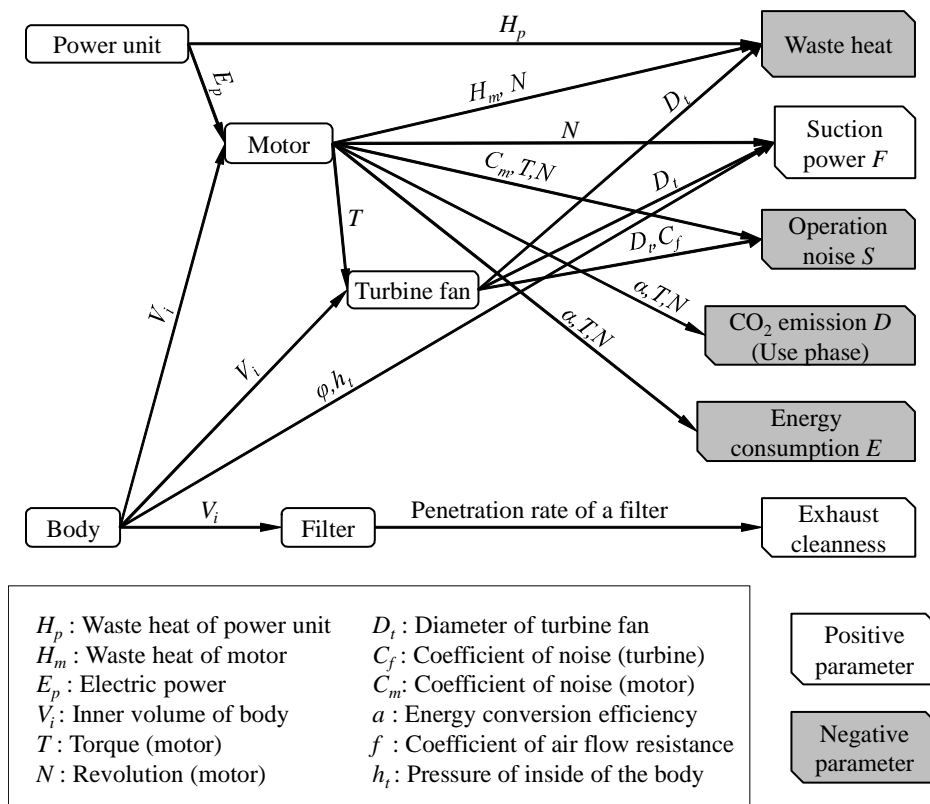 Power unit
H_p
Waste heat
E_p
H_m, N
D_t
Motor
N
Suction
power F
C_m, T,N
D_t
T
D_t, C_f
Operation
noise S
Turbine fan
V_i
α, T,N
CO₂ emission D
(Use phase)
V_i
φ,h_t
α, T,N
Energy
consumption E
Body
V_i
Filter
Penetration rate of a filter
Exhaust
cleanness
H_p : Waste heat of power unit
H_m : Waste heat of motor
E_p : Electric power
V_i : Inner volume of body
T : Torque (motor)
N : Revolution (motor)
D_t : Diameter of turbine fan
C_f : Coefficient of noise (turbine)
C_m: Coefficient of noise (motor)
a : Energy conversion efficiency
f : Coefficient of air flow resistance
h_t : Pressure of inside of the body
Positive
parameter
Negative
parameter